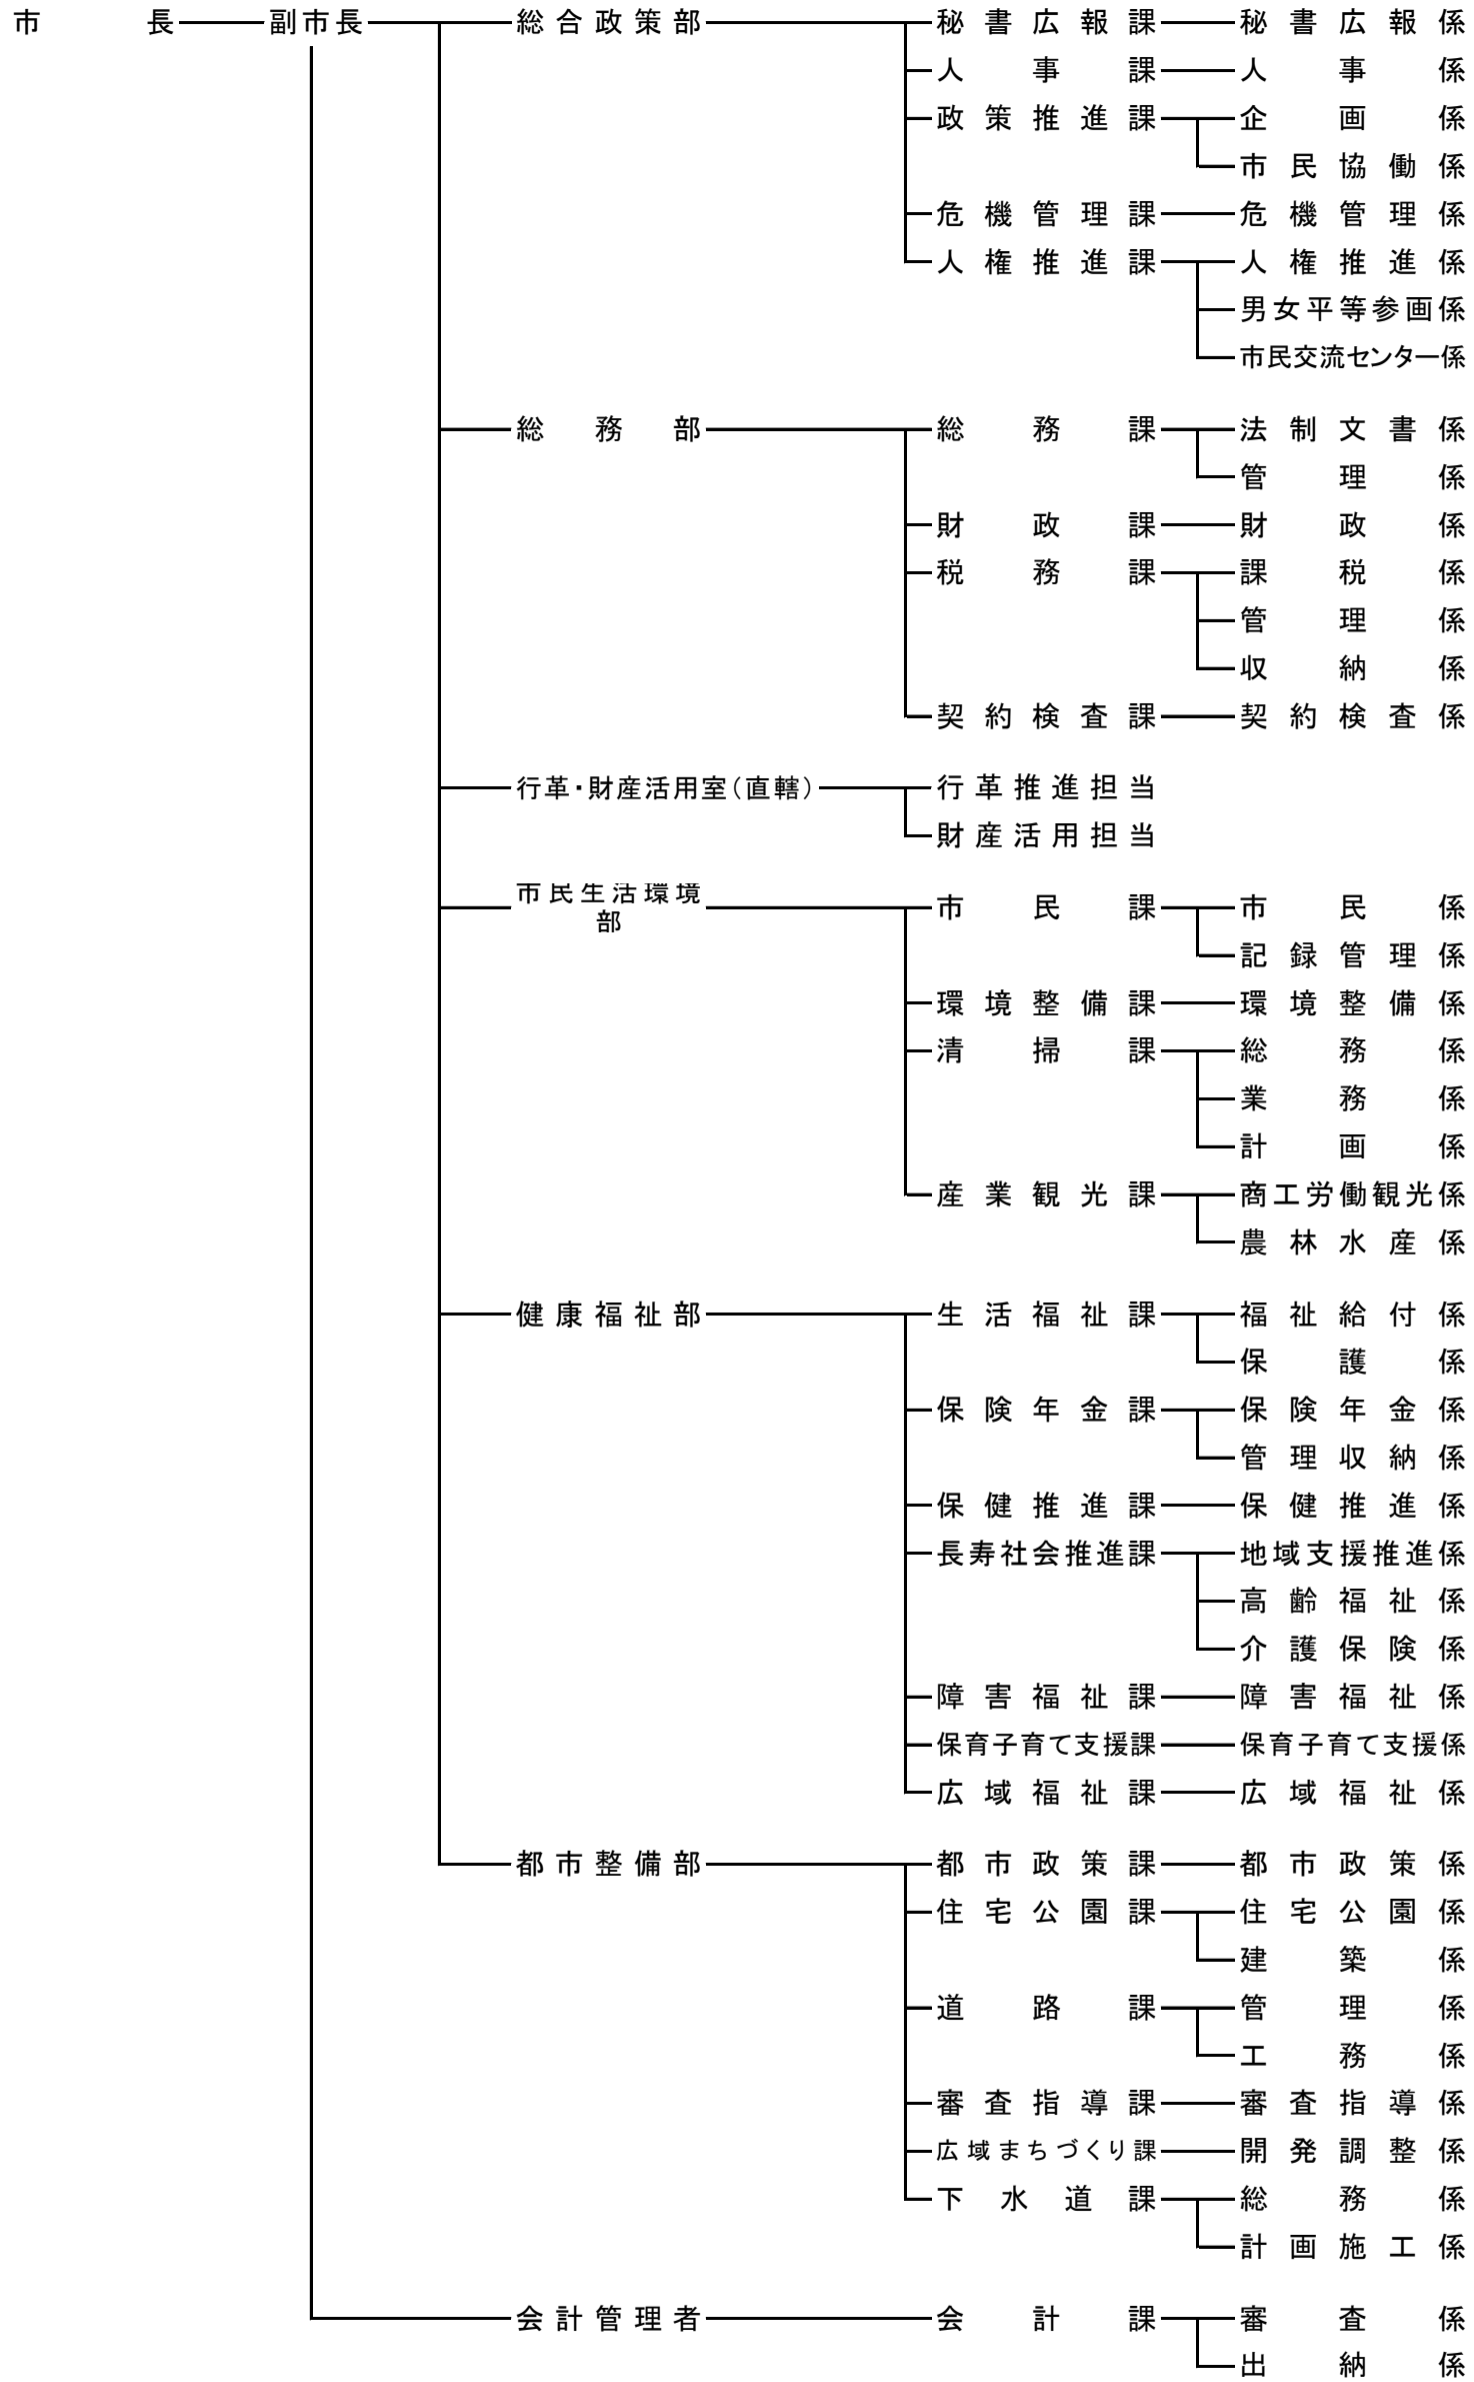 市長 副市長 総合政策部 秘書広報課 秘書広報係
人事課 人事係
政策推進課 企画係
市民協働係
危機管理課 危機管理係
人権推進課 人権推進係
男女平等参画係
市民交流センター係
総務部 総務課 法制文書係
管理係
財政課 財政係
税務課 課税係
管理係
収納係
契約検査課 契約検査係
行革・財産活用室(直轄) 行革推進担当
財産活用担当
市民生活環境
部 市民課 市民係
記録管理係
環境整備課 環境整備係
清掃課 総務係
業務係
計画係
産業観光課 商工労働観光係
農林水産係
健康福祉部 生活福祉課 福祉給付係
保護係
保険年金課 保険年金係
管理収納係
保健推進課 保健推進係
長寿社会推進課 地域支援推進係
高齢福祉係
介護保険係
障害福祉課 障害福祉係
保育子育て支援課 保育子育て支援係
広域福祉課 広域福祉係
都市整備部 都市政策課 都市政策係
住宅公園課 住宅公園係
建築係
道路課 管理係
工務係
審査指導課 審査指導係
広域まちづくり課 開発調整係
下水道課 総務係
計画施工係
会計管理者 会計課 審査係
出納係